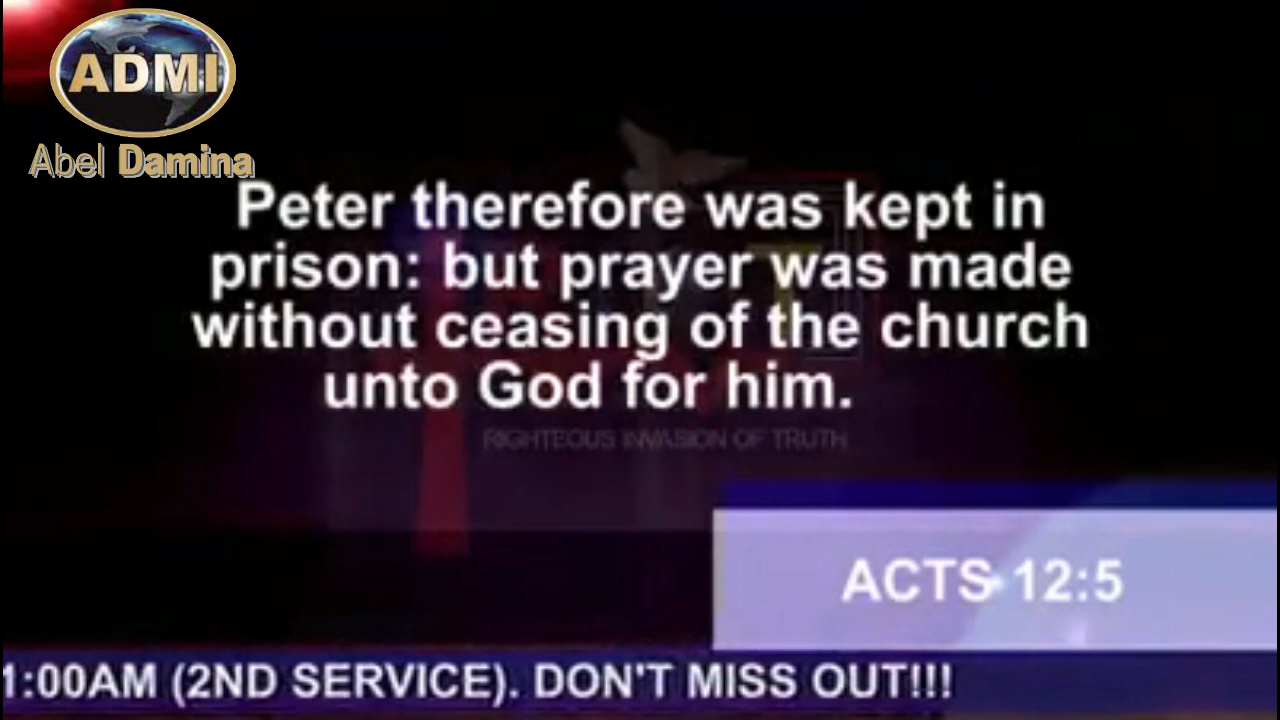 ADMI
Abel Damina
Peter therefore was kept in
prison: but prayer was made
without ceasing of the church
unto God for him.
RIGHTEOUS INVASION OF TRUTH
ACTS 12:5
1:00AM (2ND SERVICE). DON'T MISS OUT!!!